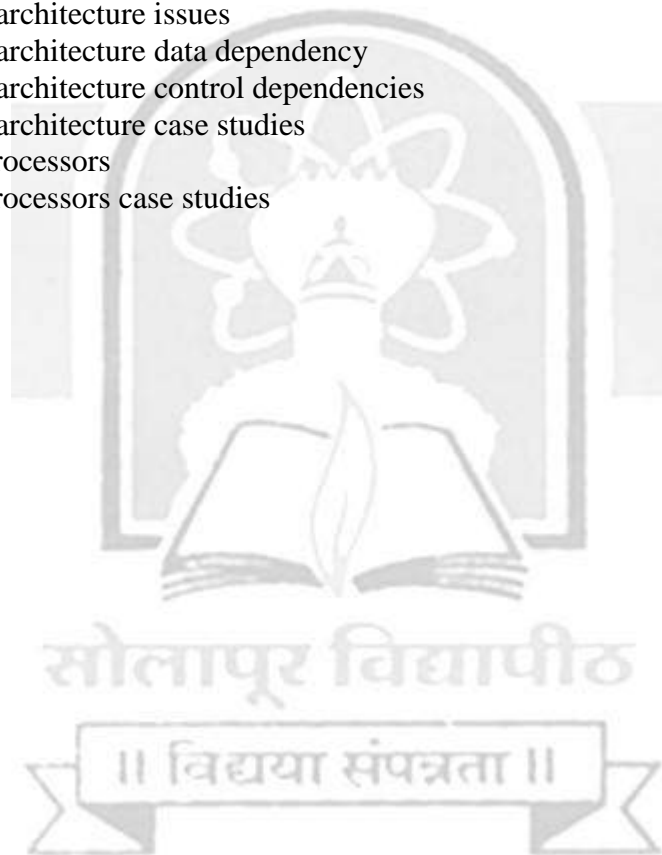 architecture issues
architecture data dependency
architecture control dependencies
architecture case studies
rocessors
rocessors case studies
सोलापूर विद्यापीठ
॥ विद्यया संपन्नता ॥